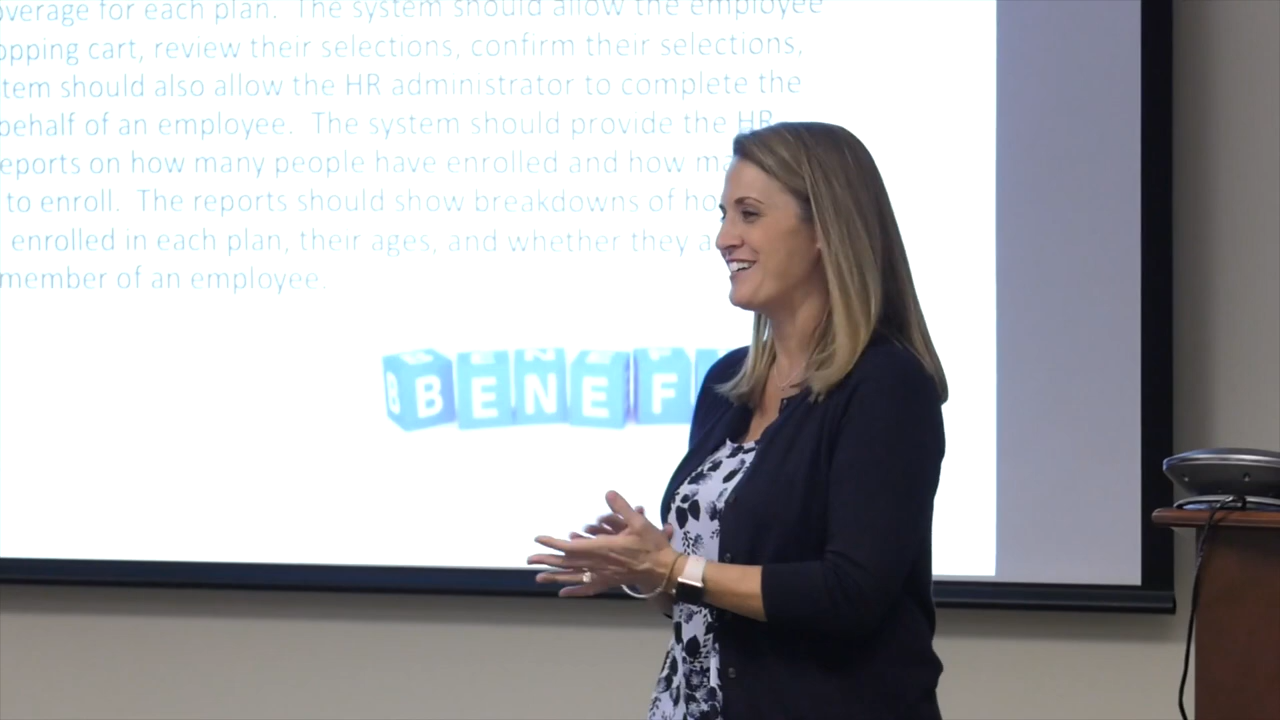 overage for each plan.  The system should allow the employee
opping cart, review their selections, confirm their selections,
tem should also allow the HR administrator to complete the
behalf of an employee.  The system should provide the HR
eports on how many people have enrolled and how ma
to enroll.  The reports should show breakdowns of ho
enrolled in each plan, their ages, and whether they a
member of an employee.
B BENEF